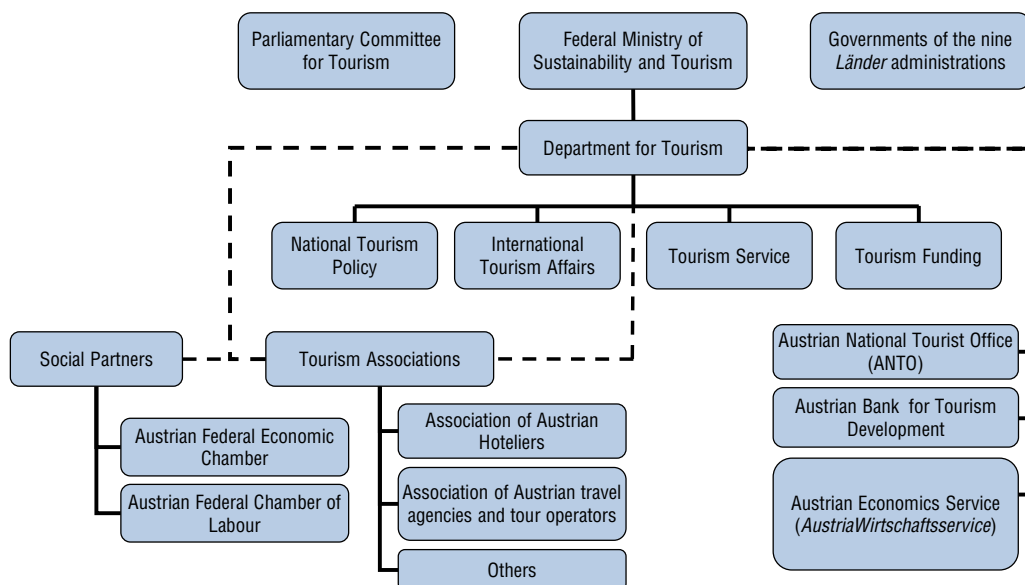 Parliamentary Committee
for Tourism
Federal Ministry of
Sustainability and Tourism
Governments of the nine
Länder administrations
Department for Tourism
National Tourism
Policy
International
Tourism Affairs
Tourism Service
Tourism Funding
Social Partners
Tourism Associations
Austrian National Tourist Office
(ANTO)
Austrian Bank for Tourism
Development
Austrian Economics Service
(AustriaWirtschaftsservice)
Association of Austrian
Hoteliers
Austrian Federal Economic
Chamber
Association of Austrian travel
agencies and tour operators
Austrian Federal Chamber of
Labour
Others